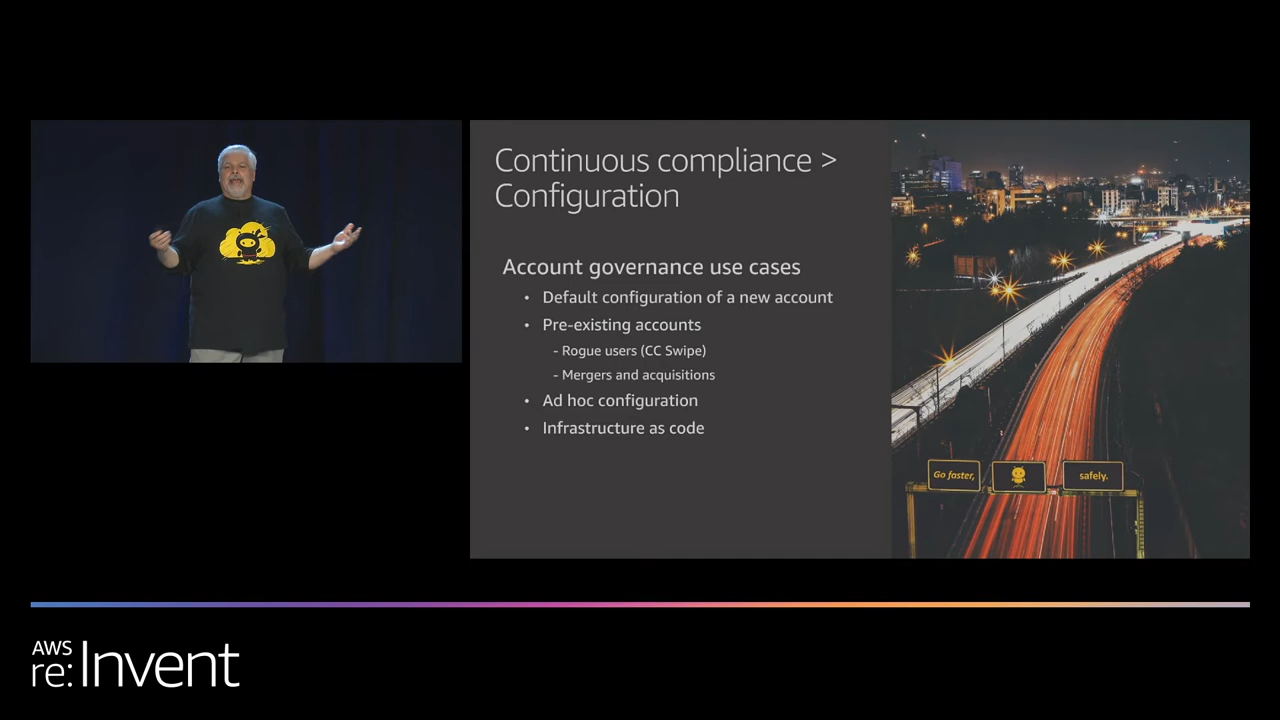 Continuous compliance >
Configuration
Account governance use cases
• Default configuration of a new account
• Pre-existing accounts
- Rogue users (CC Swipe)
- Mergers and acquisitions
• Ad hoc configuration
• Infrastructure as code
Go faster,
safely.
AWS
re:Invent